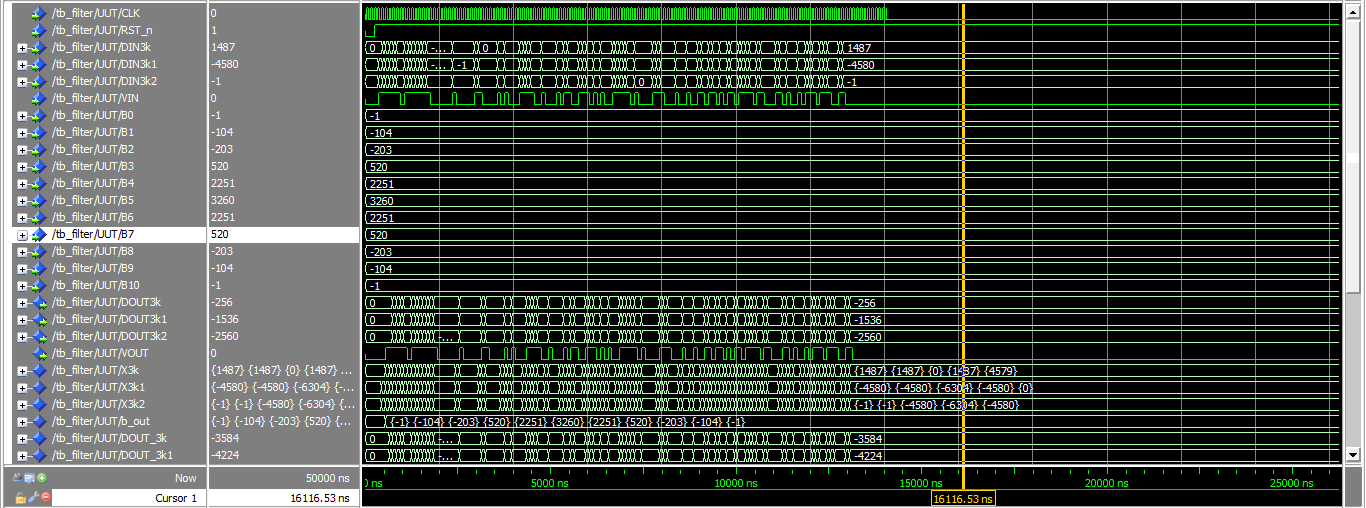 /tb_filter/UUT/CLK 0
/tb_filter/UUT/RST_n 1
/tb_filter/UUT/DIN3k 1487 0 -... 0 1487
/tb_filter/UUT/DIN3k1 -4580 0 -... -1 -4580
/tb_filter/UUT/DIN3k2 -1 0 0 -1
/tb_filter/UUT/VIN 0
/tb_filter/UUT/B0 -1 -1
/tb_filter/UUT/B1 -104 -104
/tb_filter/UUT/B2 -203 -203
/tb_filter/UUT/B3 520 520
/tb_filter/UUT/B4 2251 2251
/tb_filter/UUT/B5 3260 3260
/tb_filter/UUT/B6 2251 2251
/tb_filter/UUT/B7 520 520
/tb_filter/UUT/B8 -203 -203
/tb_filter/UUT/B9 -104 -104
/tb_filter/UUT/B10 -1 -1
/tb_filter/UUT/DOUT3k -256 0 -256
/tb_filter/UUT/DOUT3k1 -1536 0 -1536
/tb_filter/UUT/DOUT3k2 -2560 0 -... -2560
/tb_filter/UUT/VOUT 0
/tb_filter/UUT/X3k {1487} {1487} {0} {1487} ... {1487} {1487} {0} {1487} {4579}
/tb_filter/UUT/X3k1 {-4580} {-4580} {-6304} {-... {-4580} {-4580} {-6304} {-4580} {0}
/tb_filter/UUT/X3k2 {-1} {-1} {-4580} {-6304} {... {-1} {-1} {-4580} {-6304} {-4580}
/tb_filter/UUT/b_out {-1} {-104} {-203} {520} {... {-1} {-104} {-203} {520} {2251} {3260} {2251} {520} {-203} {-104} {-1}
/tb_filter/UUT/DOUT_3k -3584 0 -... -3584
/tb_filter/UUT/DOUT_3k1 -4224 0 -... -4224
Now 50000 ns 0 ns 5000 ns 10000 ns 15000 ns 20000 ns 25000 ns
Cursor 1 16116.53 ns 16116.53 ns